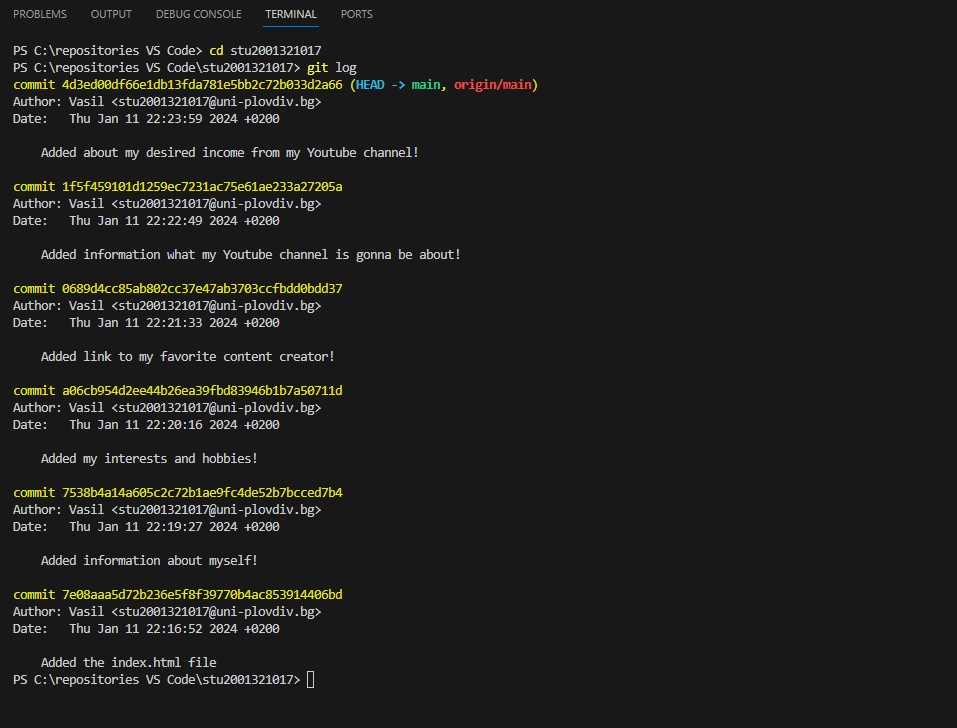 PROBLEMS OUTPUT DEBUG CONSOLE TERMINAL PORTS
PS C:\repositories VS Code> cd stu2001321017
PS C:\repositories VS Code\stu2001321017> git log
commit 4d3ed00df66e1db13fda781e5bb2c72b033d2a66 (HEAD -> main, origin/main)
Author: Vasil <stu2001321017@uni-plovdiv.bg>
Date:   Thu Jan 11 22:23:59 2024 +0200
    Added about my desired income from my Youtube channel!
commit 1f5f459101d1259ec7231ac75e61ae233a27205a
Author: Vasil <stu2001321017@uni-plovdiv.bg>
Date:   Thu Jan 11 22:22:49 2024 +0200
    Added information what my Youtube channel is gonna be about!
commit 0689d4cc85ab802cc37e47ab3703ccfbdd0bdd37
Author: Vasil <stu2001321017@uni-plovdiv.bg>
Date:   Thu Jan 11 22:21:33 2024 +0200
    Added link to my favorite content creator!
commit a06cb954d2ee44b26ea39fbd83946b1b7a50711d
Author: Vasil <stu2001321017@uni-plovdiv.bg>
Date:   Thu Jan 11 22:20:16 2024 +0200
    Added my interests and hobbies!
commit 7538b4a14a605c2c72b1ae9fc4de52b7bcced7b4
Author: Vasil <stu2001321017@uni-plovdiv.bg>
Date:   Thu Jan 11 22:19:27 2024 +0200
    Added information about myself!
commit 7e08aaa5d72b236e5f8f39770b4ac853914406bd
Author: Vasil <stu2001321017@uni-plovdiv.bg>
Date:   Thu Jan 11 22:16:52 2024 +0200
    Added the index.html file
PS C:\repositories VS Code\stu2001321017>